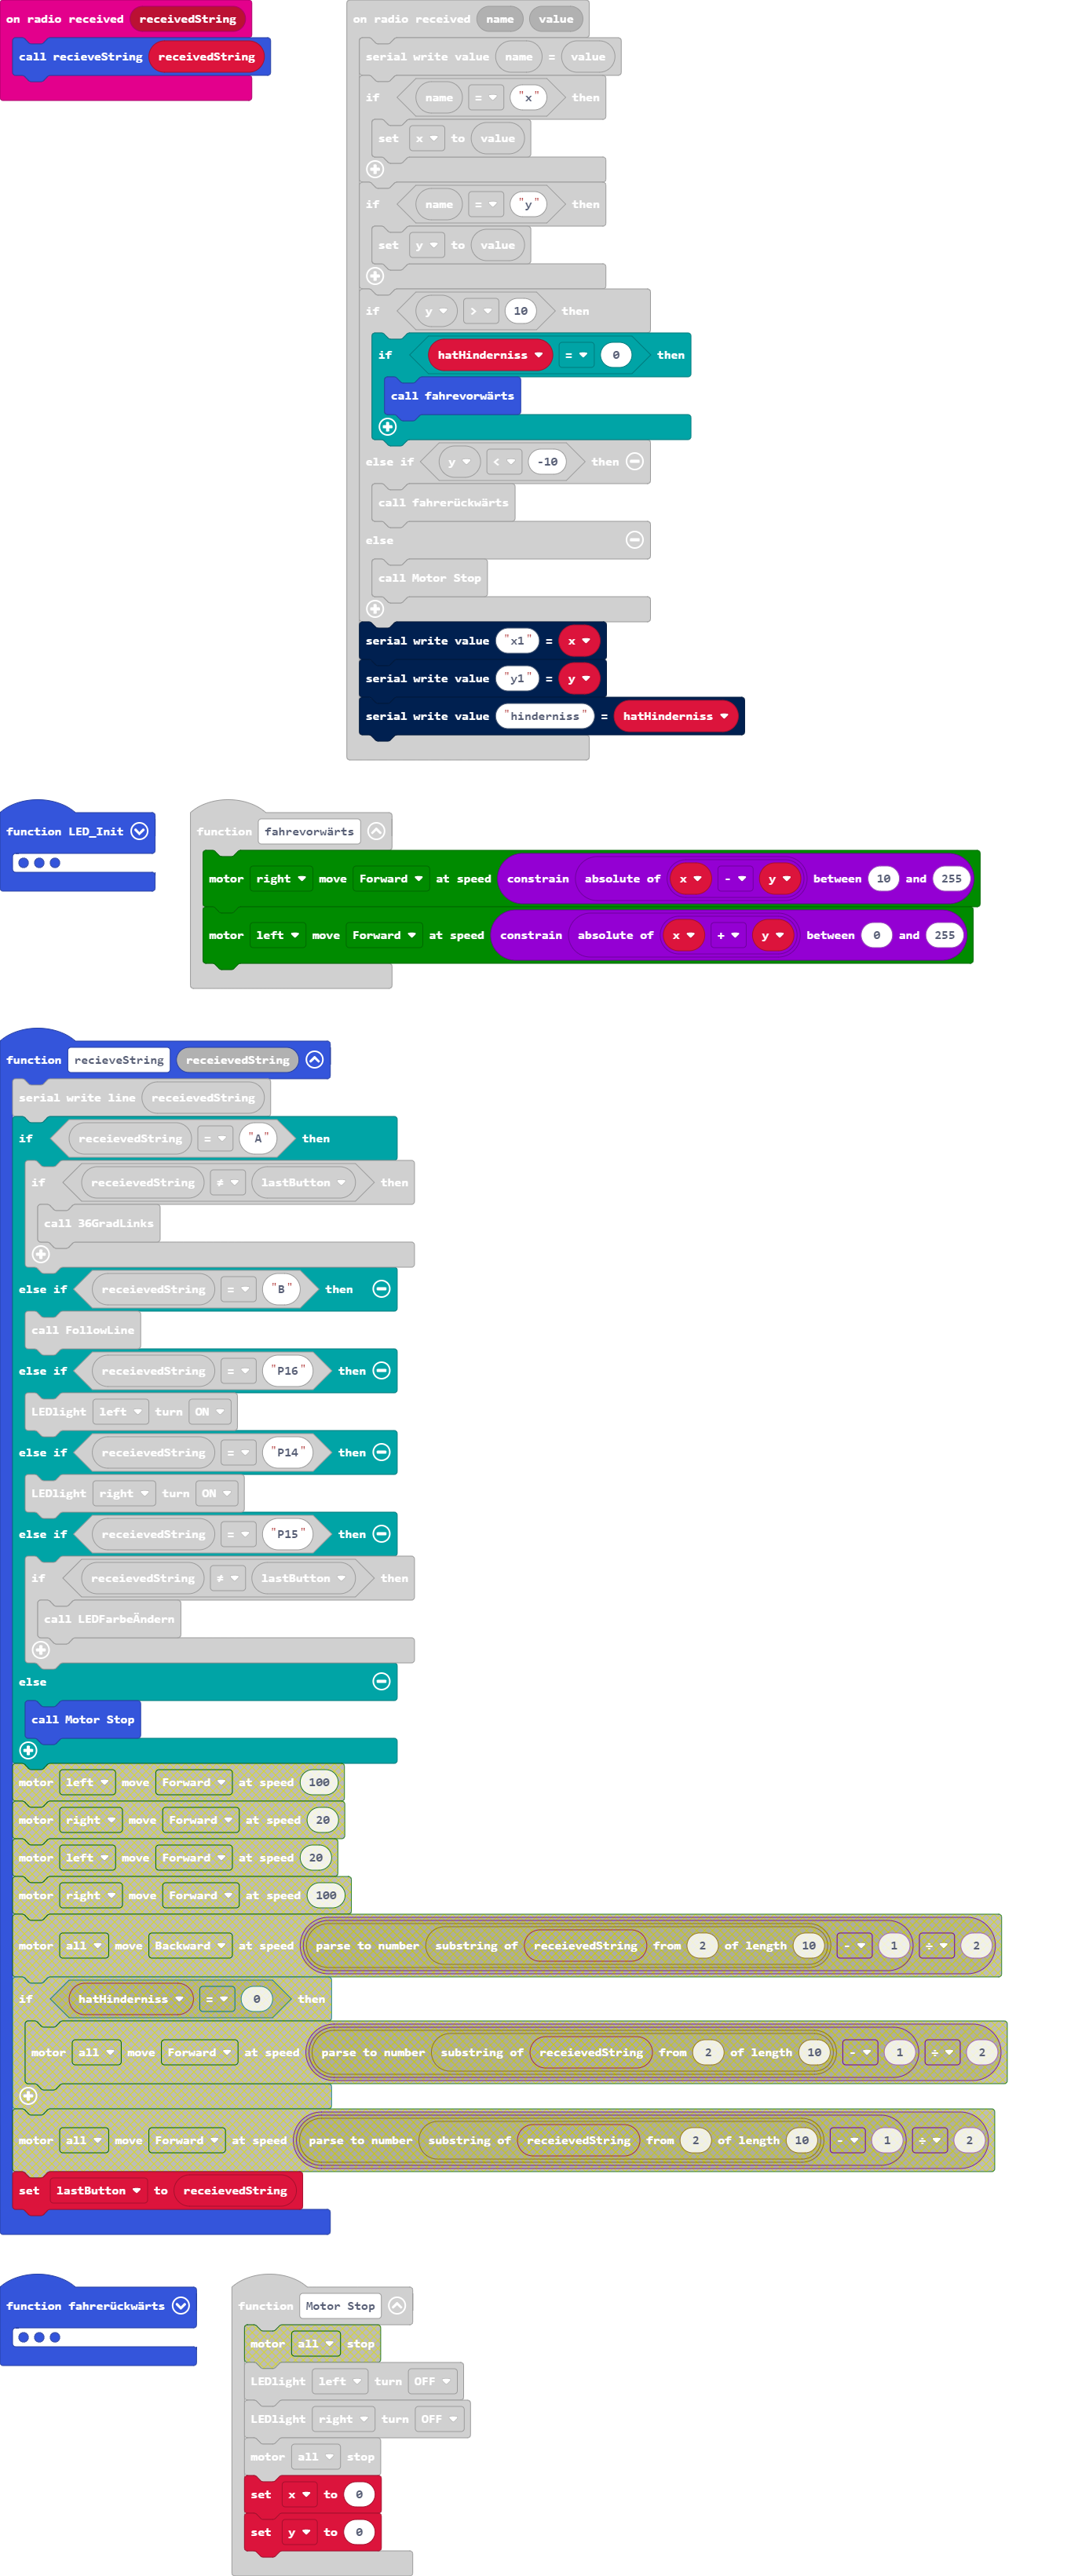 on radio received receivedString
call recieveString receivedString
on radio received name value
serial write value name = value
if name = "x" then
set x to value
if name = "y" then
set y to value
if y > 10 then
if hatHinderniss = 0 then
call fahrevorwärts
else if y < -10 then
call fahrerückwärts
else
call Motor Stop
serial write value "x1" = x
serial write value "y1" = y
serial write value "hinderniss" = hatHinderniss
function LED_Init
function fahrevorwärts
motor right move Forward at speed constrain absolute of x - y between 10 and 255
motor left move Forward at speed constrain absolute of x + y between 0 and 255
function recieveString receievedString
serial write line receievedString
if receievedString = "A" then
if receievedString ≠ lastButton then
call 36GradLinks
else if receievedString = "B" then
call FollowLine
else if receievedString = "P16" then
LEDlight left turn ON
else if receievedString = "P14" then
LEDlight right turn ON
else if receievedString = "P15" then
if receievedString ≠ lastButton then
call LEDFarbeÄndern
else
call Motor Stop
motor left move Forward at speed 100
motor right move Forward at speed 20
motor left move Forward at speed 20
motor right move Forward at speed 100
motor all move Backward at speed parse to number substring of receievedString from 2 of length 10 - 1 ÷ 2
if hatHinderniss = 0 then
motor all move Forward at speed parse to number substring of receievedString from 2 of length 10 - 1 ÷ 2
motor all move Forward at speed parse to number substring of receievedString from 2 of length 10 - 1 ÷ 2
set lastButton to receievedString
function fahrerückwärts
function Motor Stop
motor all stop
LEDlight left turn OFF
LEDlight right turn OFF
motor all stop
set x to 0
set y to 0